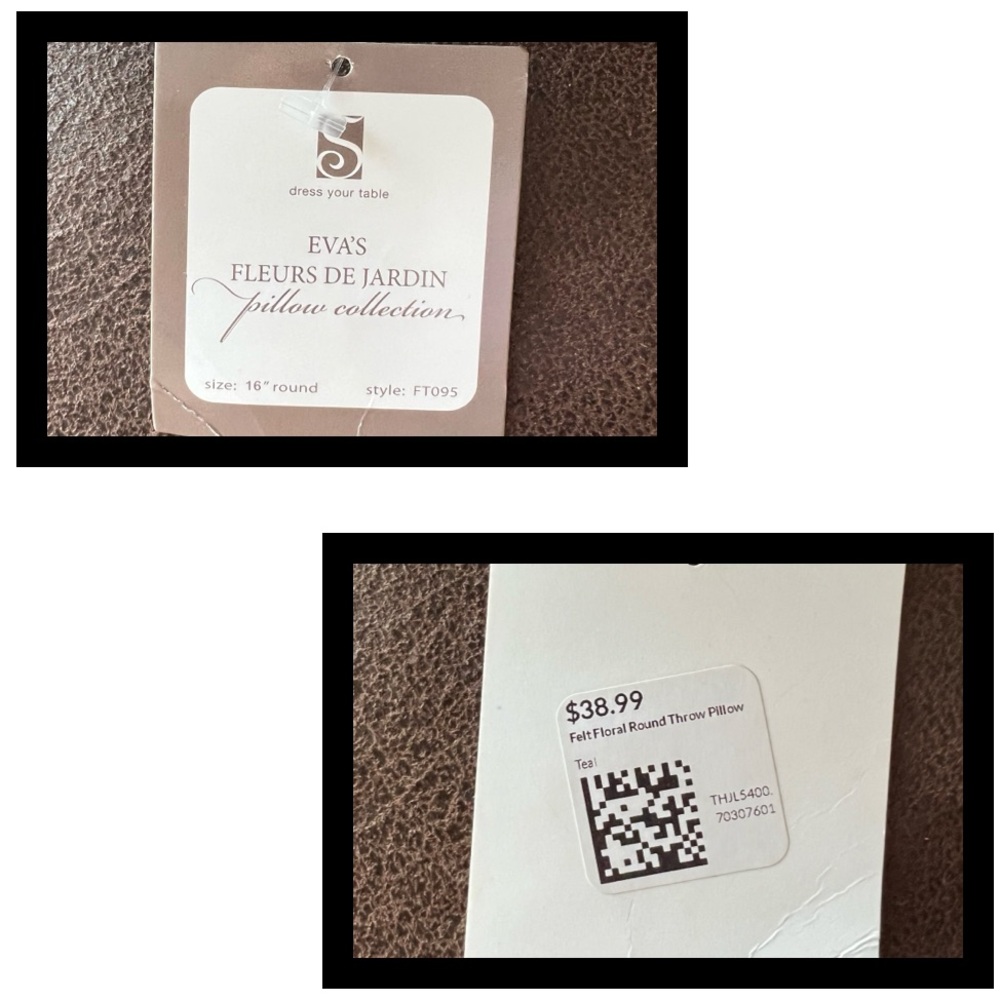 S
dress your table
EVA'S
FLEURS DE JARDIN
pillow collection
size: 16" round style: FT095
$38.99
Felt Floral Round Throw Pillow
Teal
THJL5400.
70307601